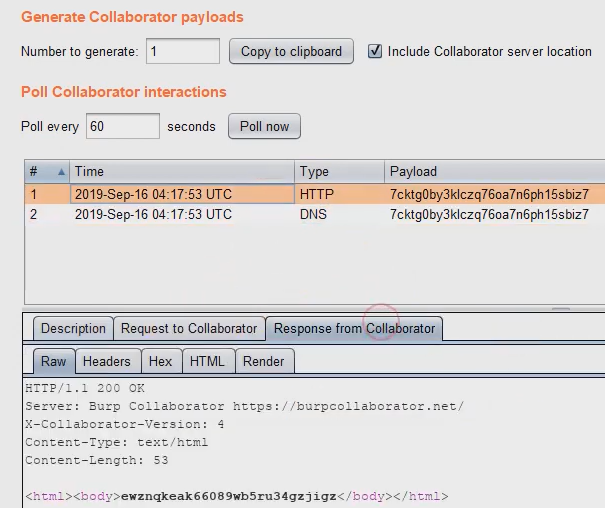 Generate Collaborator payloads
Number to generate: 1 Copy to clipboard Include Collaborator server location
Poll Collaborator interactions
Poll every 60 seconds Poll now
# Time Type Payload
1 2019-Sep-16 04:17:53 UTC HTTP 7cktg0by3klczq76oa7n6ph15sbiz7
2 2019-Sep-16 04:17:53 UTC DNS 7cktg0by3klczq76oa7n6ph15sbiz7
Description Request to Collaborator Response from Collaborator
Raw Headers Hex HTML Render
HTTP/1.1 200 OK
Server: Burp Collaborator https://burpcollaborator.net/
X-Collaborator-Version: 4
Content-Type: text/html
Content-Length: 53
<html><body>ewznqkeak66089wb5ru34gzjigz</body></html>